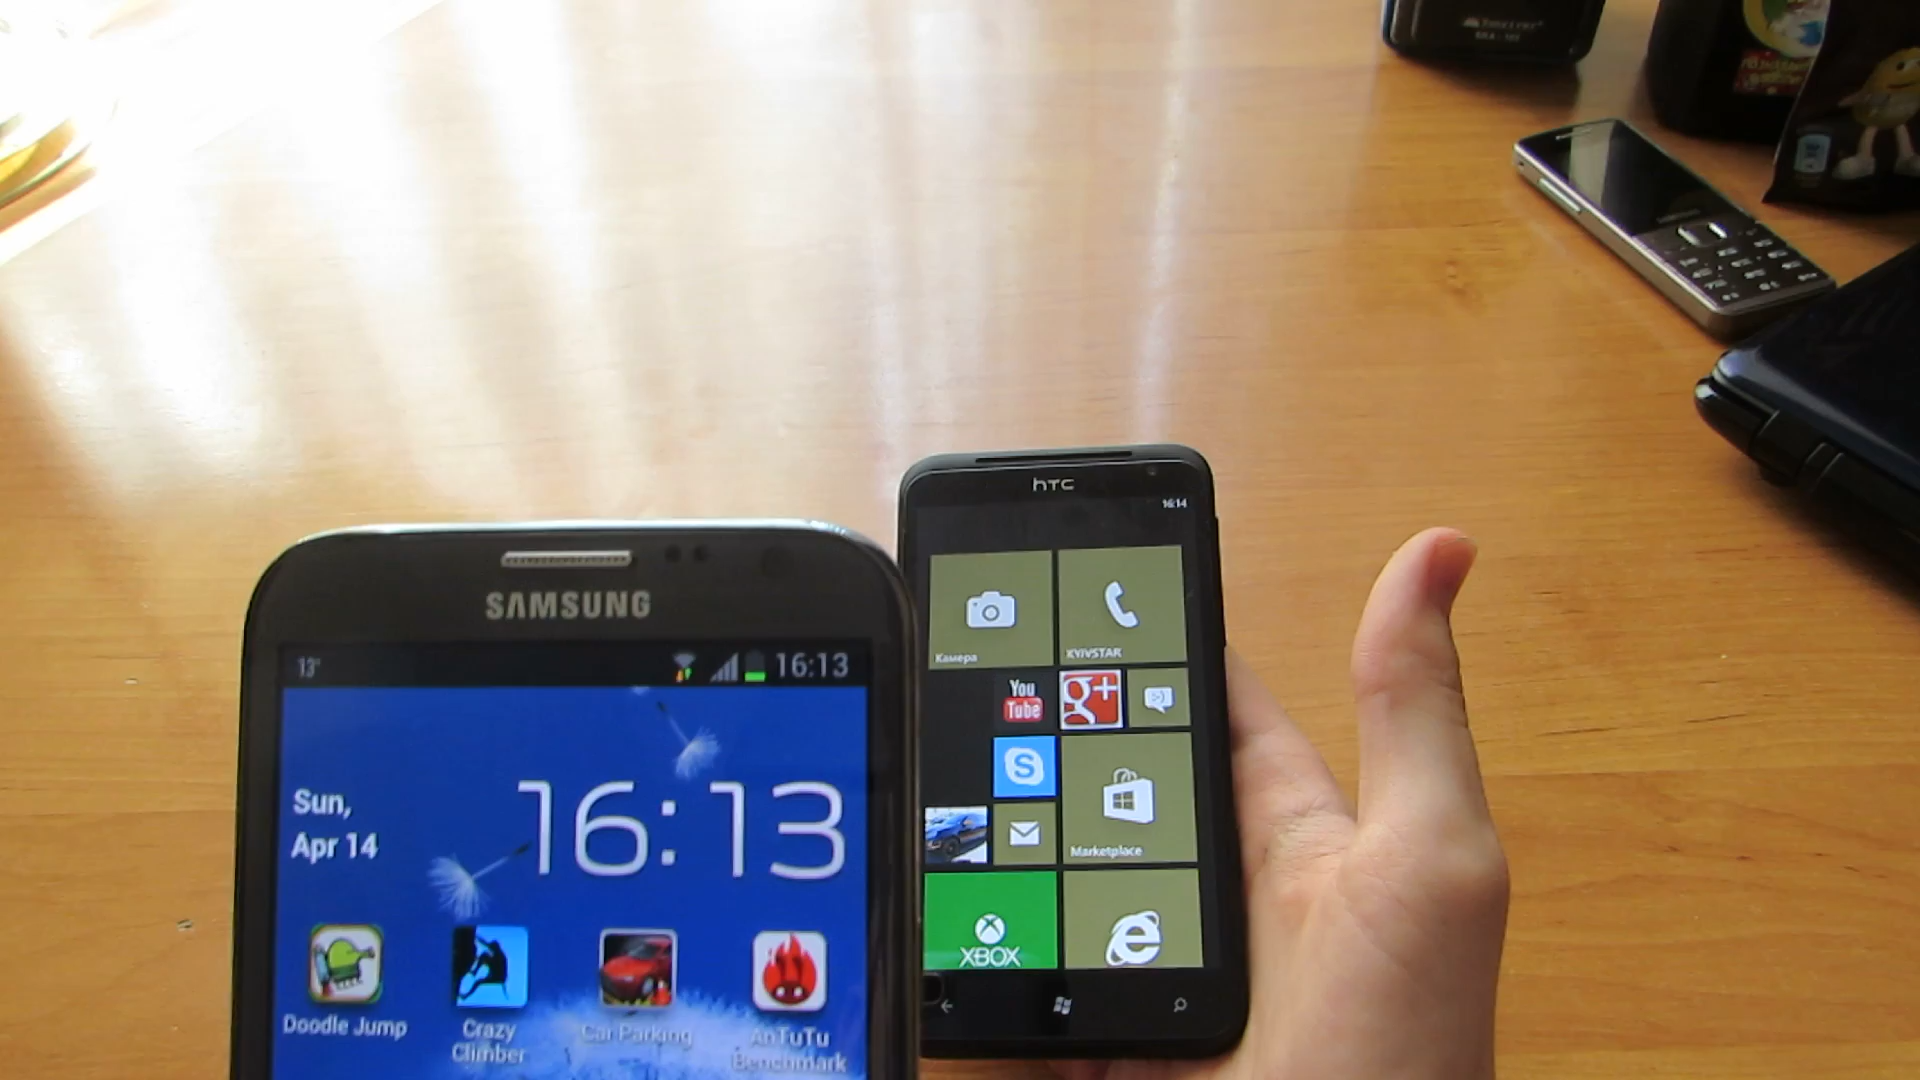 hTC
16:14
Камера
KYIVSTAR
You
Tube
g+
S
Marketplace
XBOX
SAMSUNG
13°
16:13
Sun,
Apr 14
16:13
Doodle Jump
Crazy
Climber
Car Parking
AnTuTu
Benchmark